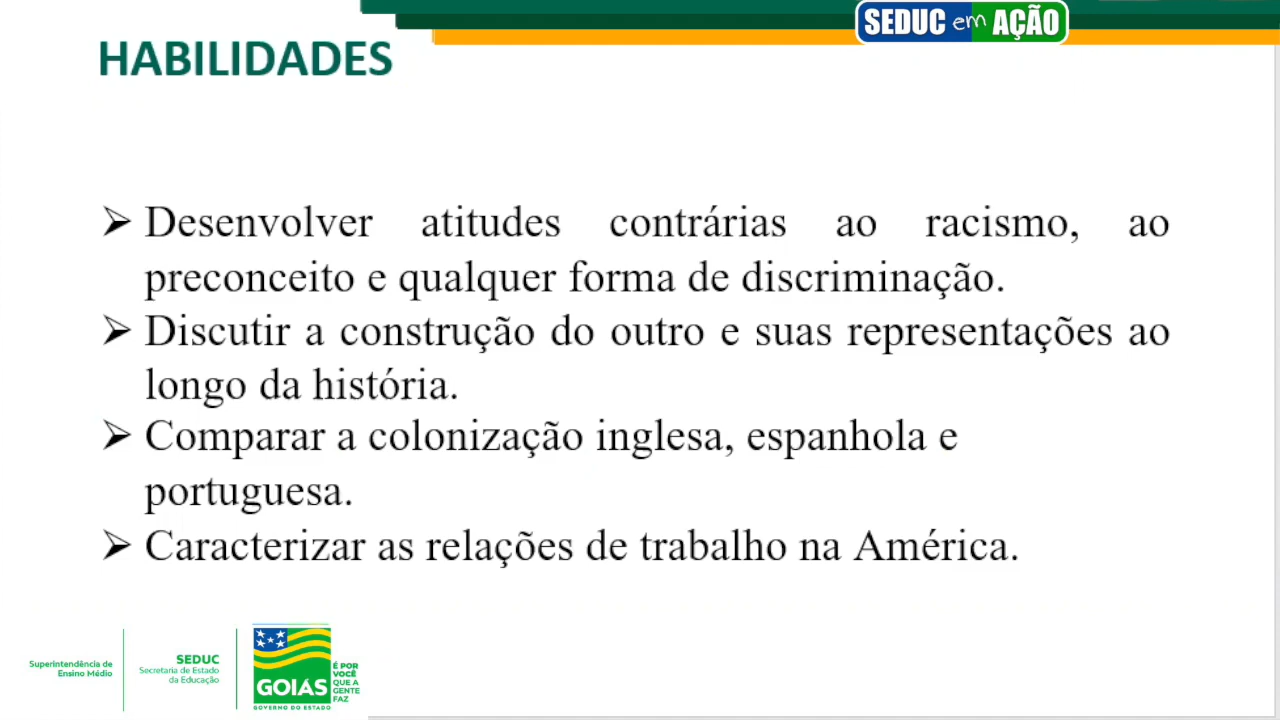 SEDUC em AÇÃO
HABILIDADES
➢ Desenvolver atitudes contrárias ao racismo, ao
preconceito e qualquer forma de discriminação.
➢ Discutir a construção do outro e suas representações ao
longo da história.
➢ Comparar a colonização inglesa, espanhola e
portuguesa.
➢ Caracterizar as relações de trabalho na América.
Superintendência de
Ensino Médio
SEDUC
Secretaria de Estado
da Educação
GOIÁS
GOVERNO DO ESTADO
É POR
VOCÊ
QUE A
GENTE
FAZ